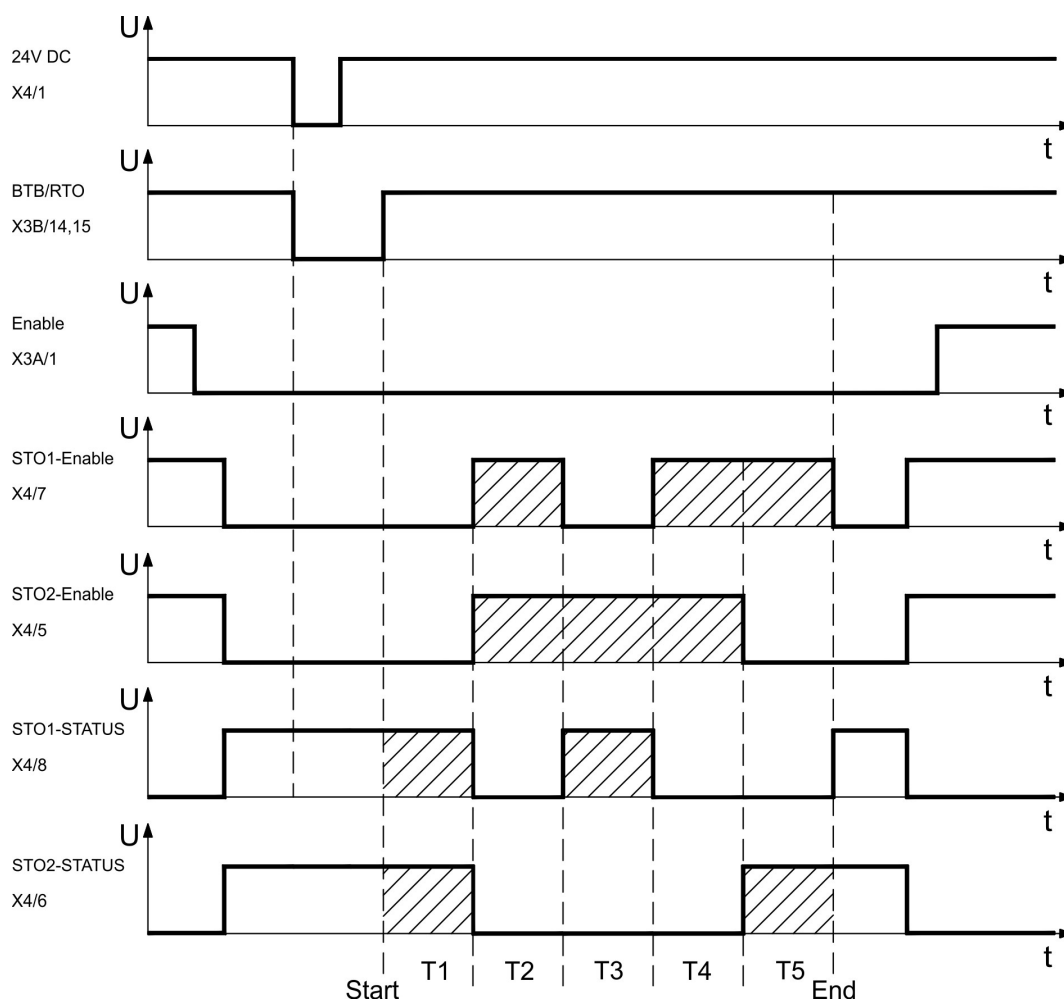 U
24V DC
X4/1
t
U
BTB/RTO
X3B/14,15
t
U
Enable
X3A/1
t
U
STO1-Enable
X4/7
t
U
STO2-Enable
X4/5
t
U
STO1-STATUS
X4/8
t
U
STO2-STATUS
X4/6
t
T1 T2 T3 T4 T5
Start End